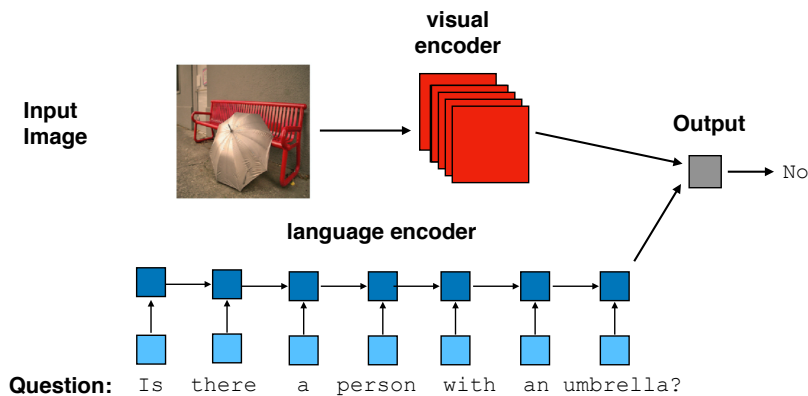 visual
encoder
Input
Image
Output
No
language encoder
Question: Is there a person with an umbrella?